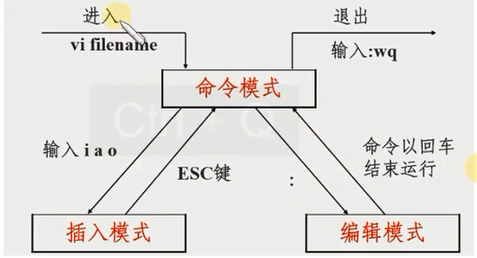 进入
退出
vi filename
输入:wq
命令模式
Ctrl + Q
输入 i a o
ESC键
:
命令以回车
结束运行
插入模式
编辑模式